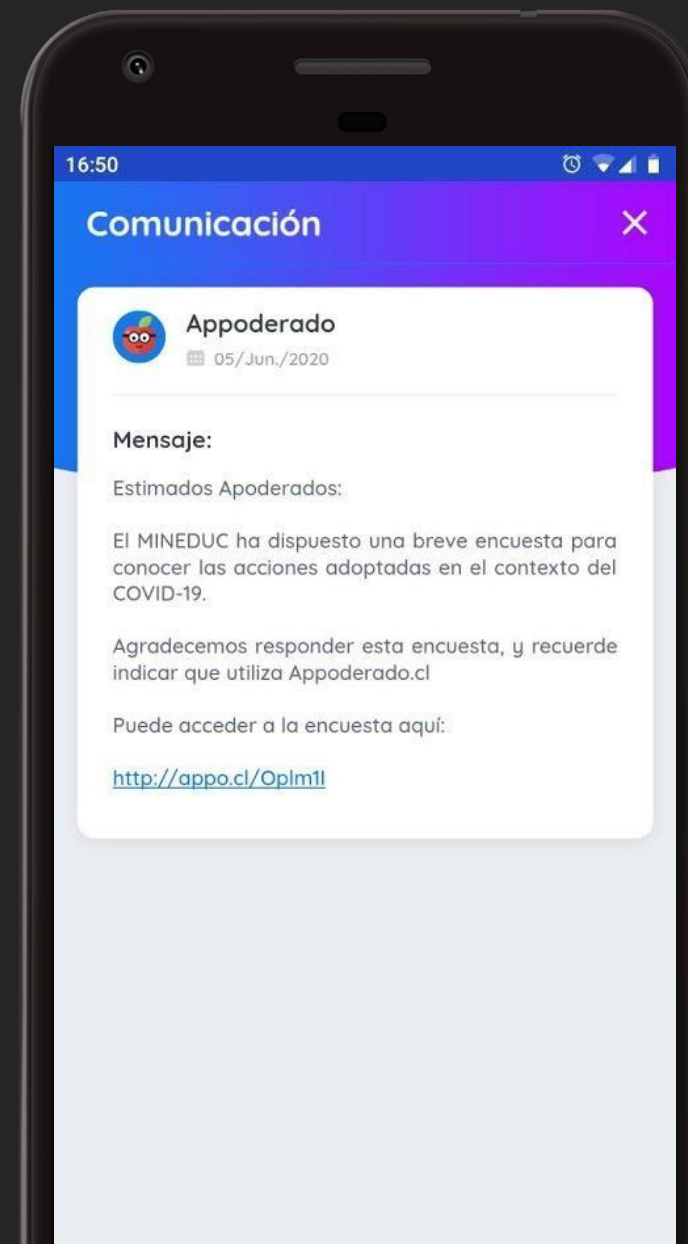 16:50
Comunicación
Appoderado
05/Jun./2020
Mensaje:
Estimados Apoderados:
El MINEDUC ha dispuesto una breve encuesta para
conocer las acciones adoptadas en el contexto del
COVID-19.
Agradecemos responder esta encuesta, y recuerde
indicar que utiliza Appoderado.cl
Puede acceder a la encuesta aquí:
http://appo.cl/Oplm1l